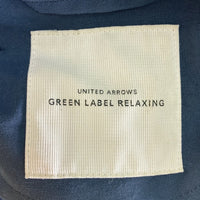 UNITED ARROWS
GREEN LABEL RELAXING